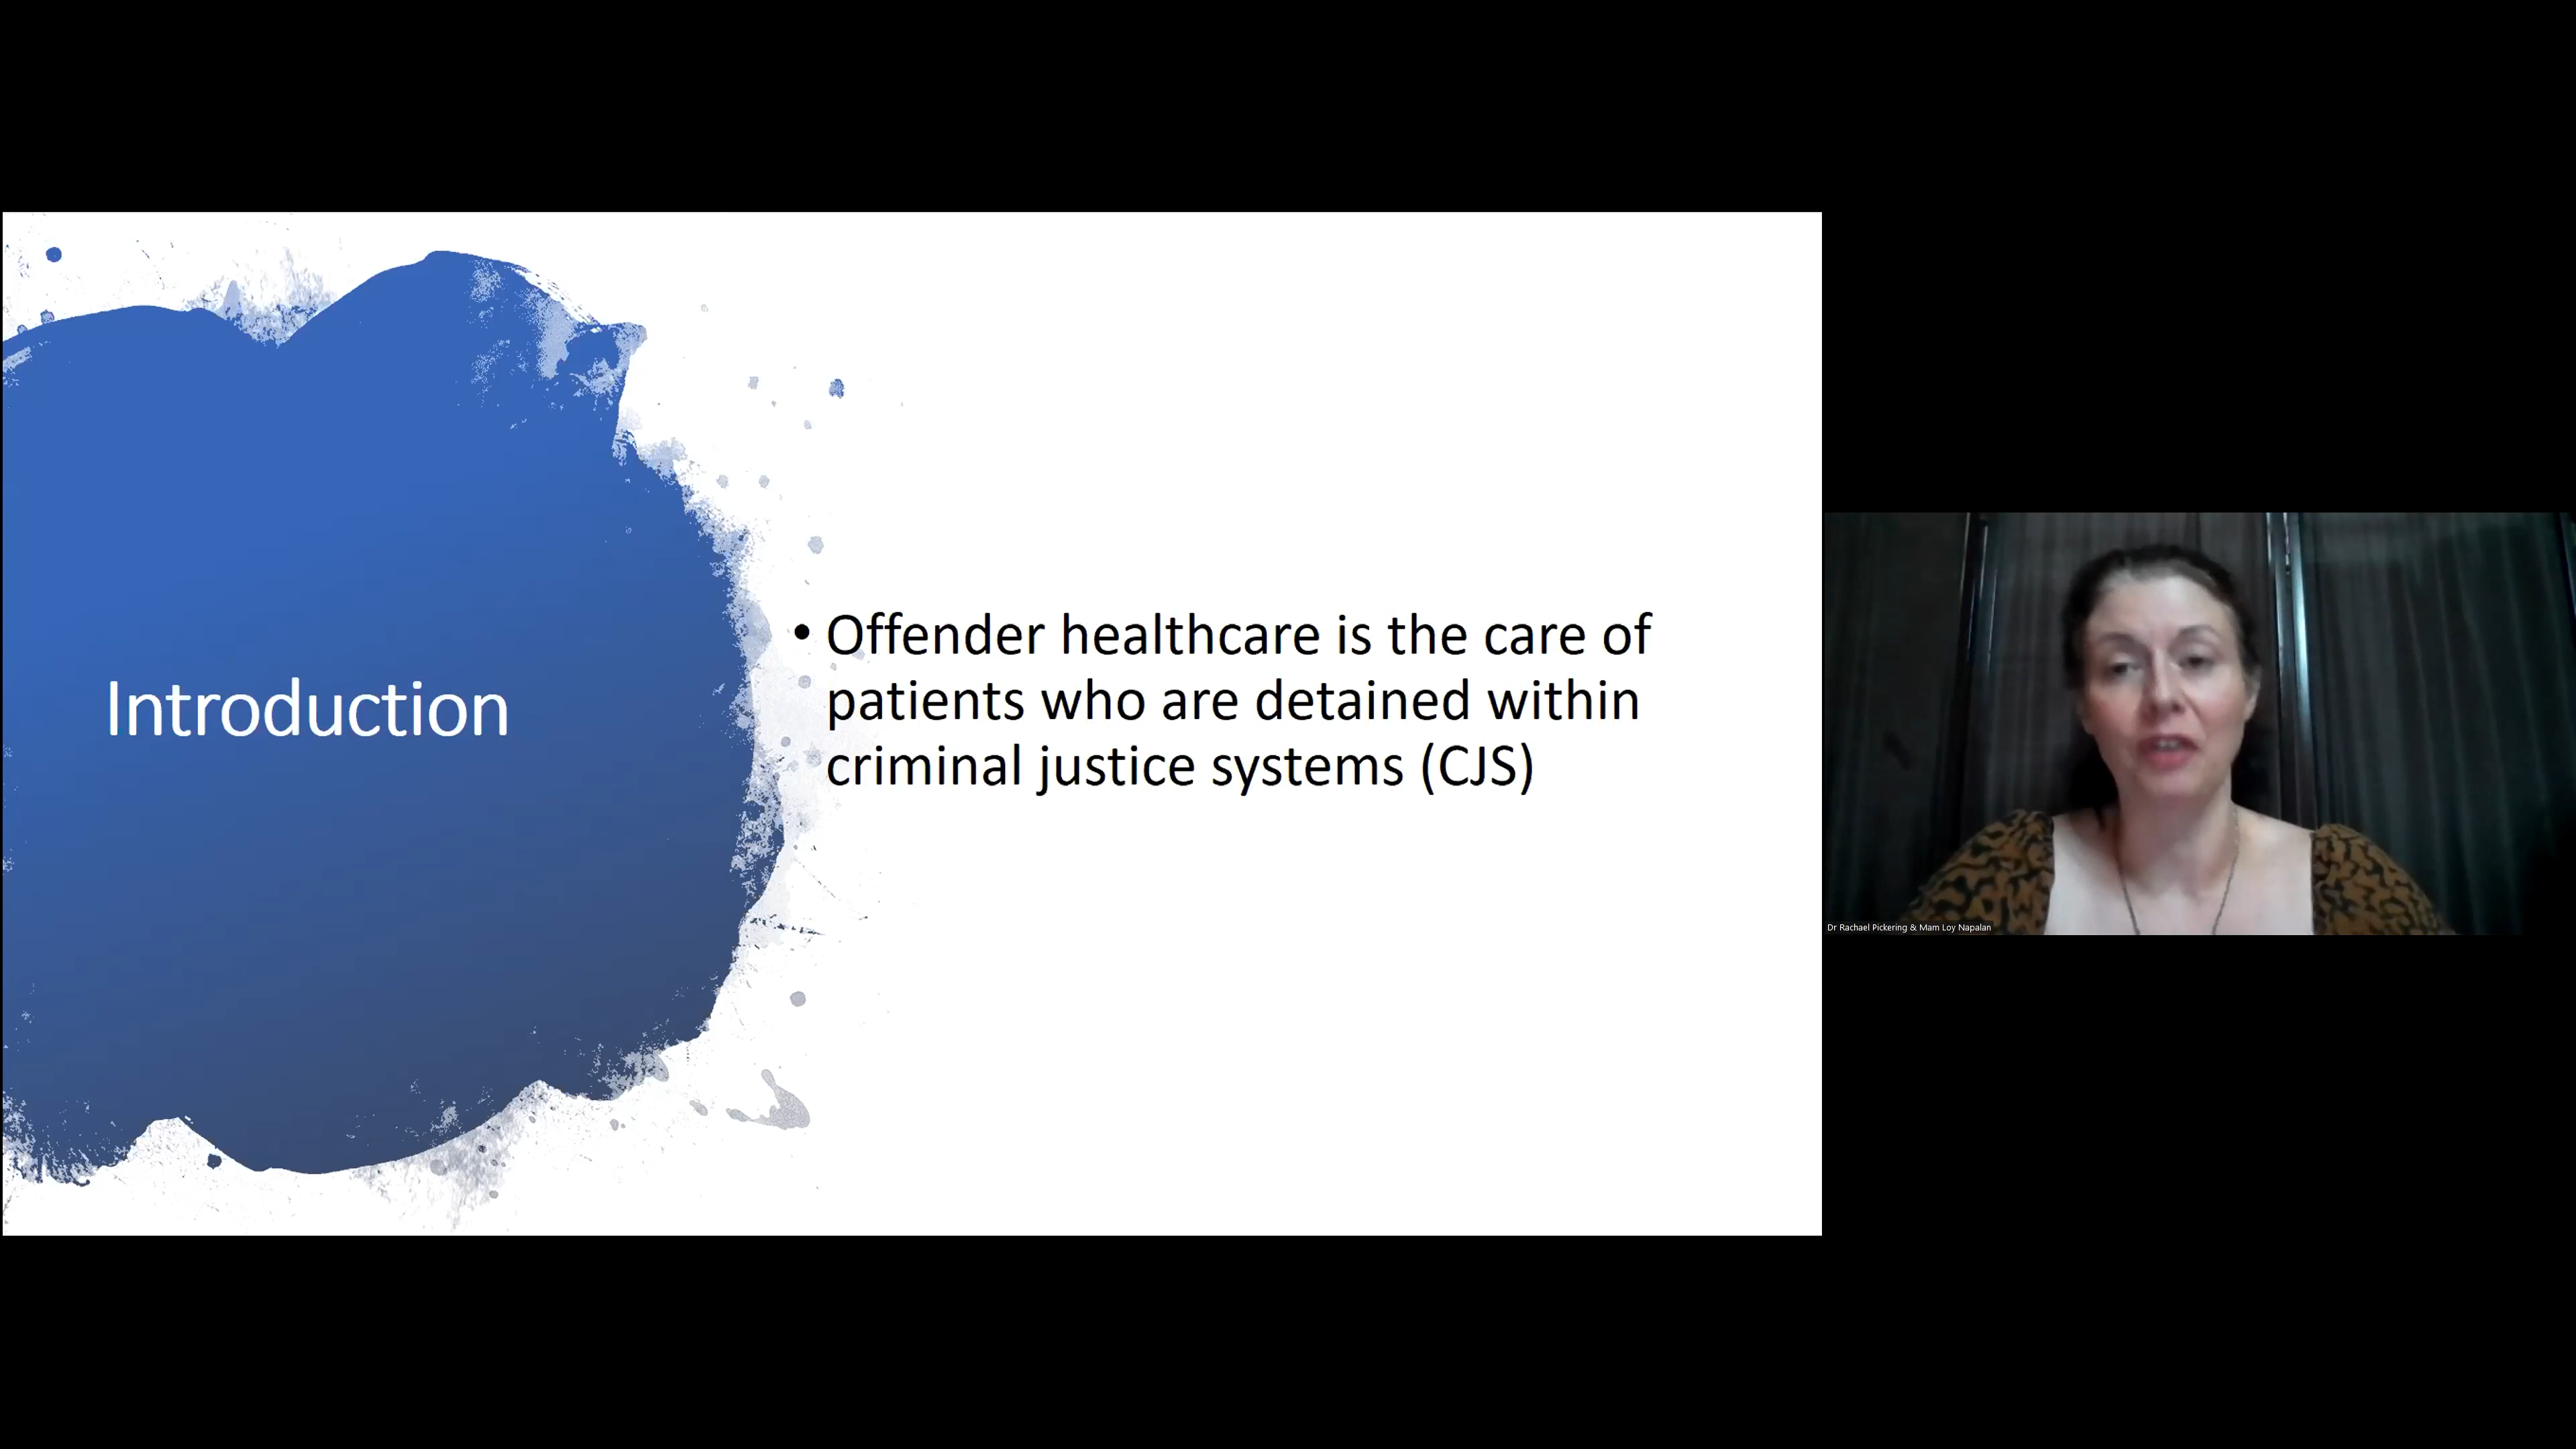 Introduction
• Offender healthcare is the care of
patients who are detained within
criminal justice systems (CJS)
Dr Rachael Pickering & Mam Loy Napalan